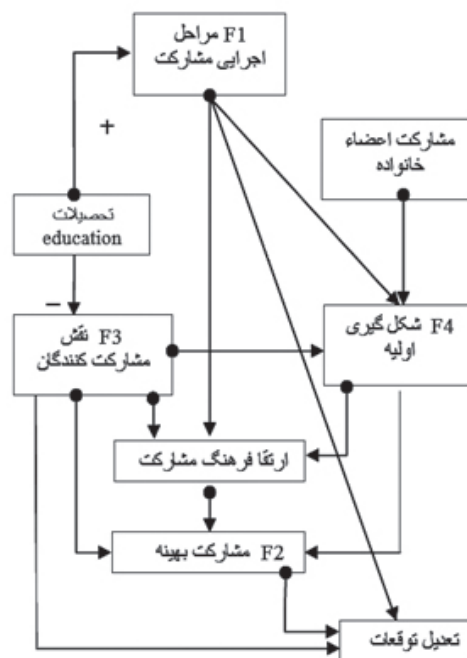 F1 مراحل
اجرایی مشارکت
+
مشارکت اعضاء
خانواده
تحصیلات
education
–
F3 نقش
مشارکت کنندگان
F4 شکل گیری
اولیه
ارتقا فرهنگ مشارکت
F2 مشارکت بهینه
تعدیل توقعات